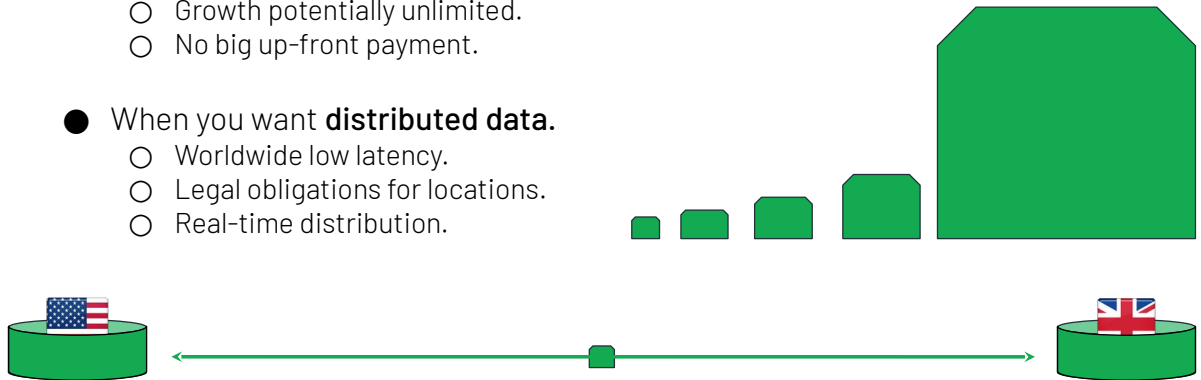 ○ Growth potentially unlimited.
○ No big up-front payment.
● When you want distributed data.
○ Worldwide low latency.
○ Legal obligations for locations.
○ Real-time distribution.